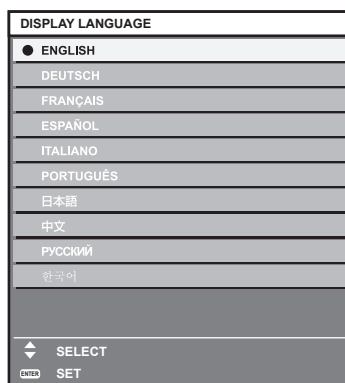 DISPLAY LANGUAGE
ENGLISH
DEUTSCH
FRANÇAIS
ESPAÑOL
ITALIANO
PORTUGUÊS
日本語
中文
РУССКИЙ
한국어
SELECT
ENTER SET